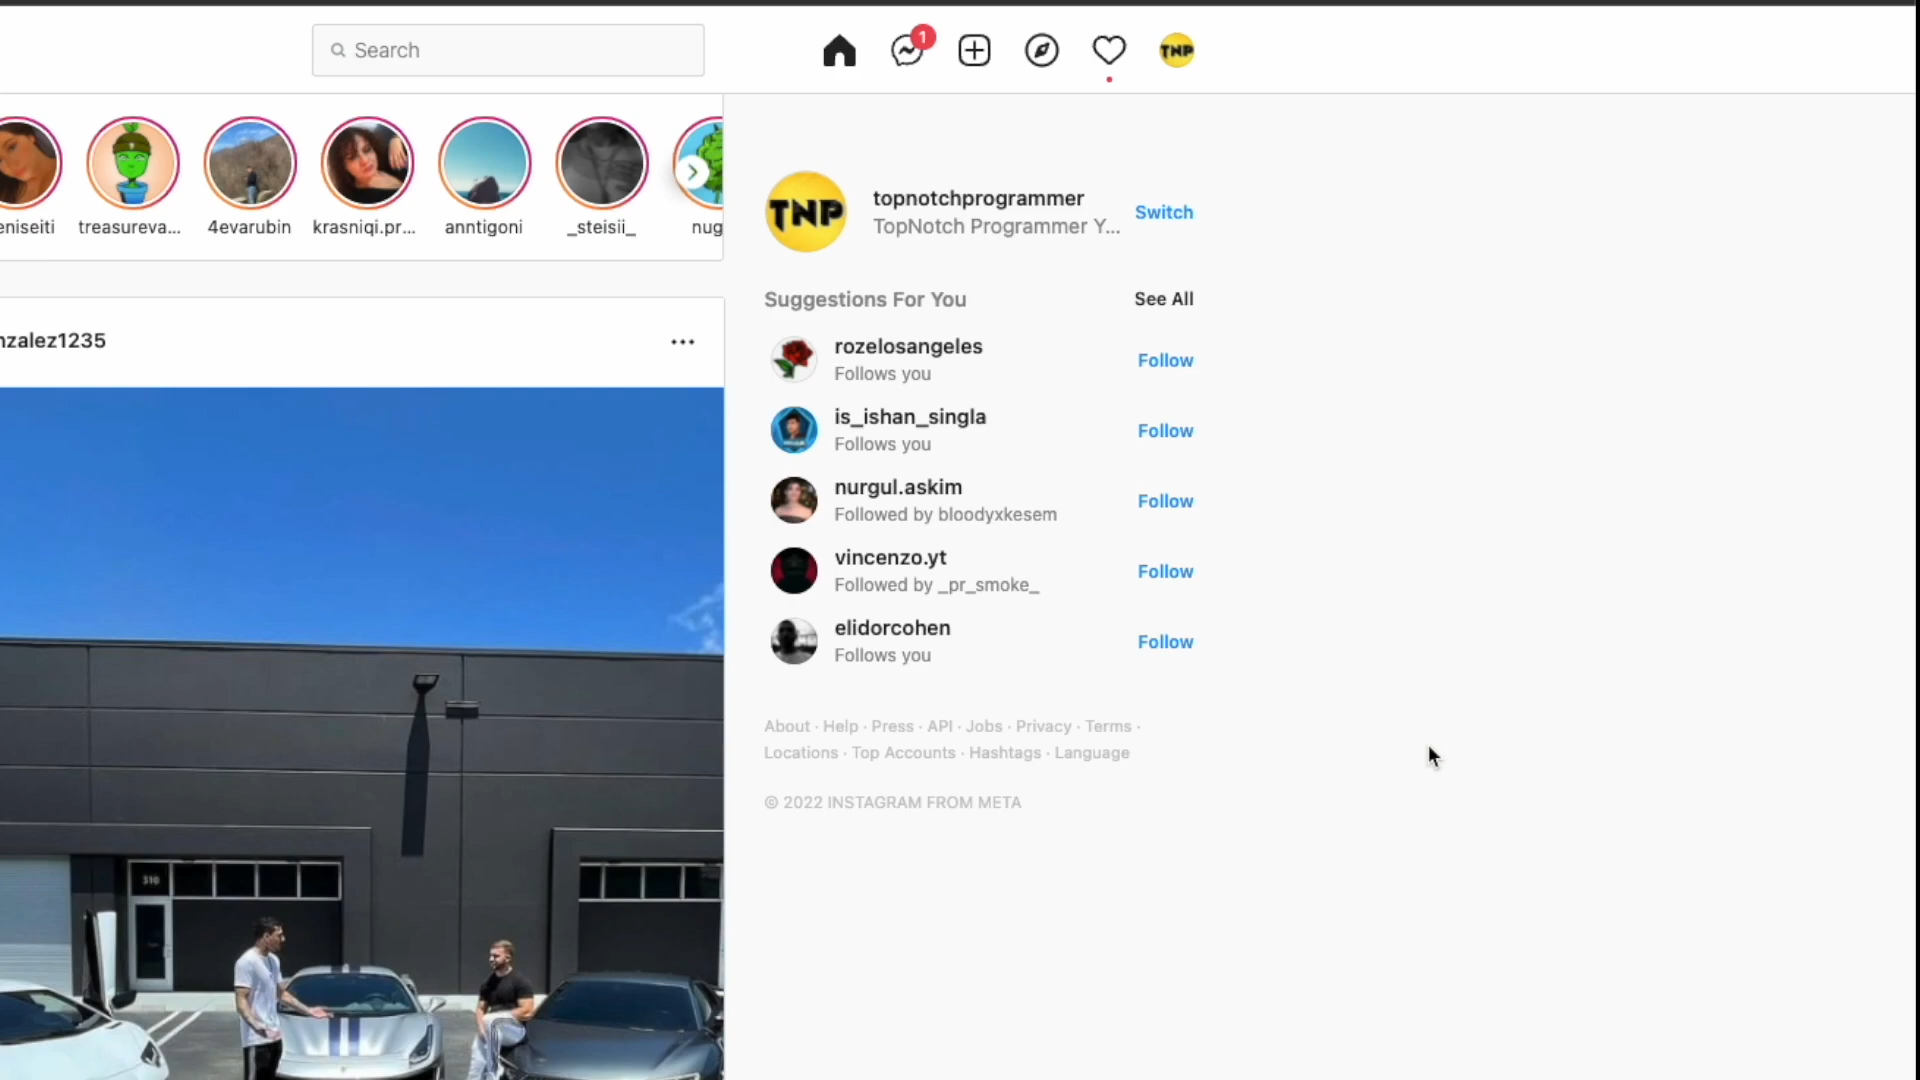 Search
1
TNP
eniseiti
treasureva...
4evarubin
krasniqi.pr...
anntigoni
_steisii_
nug
TNP
topnotchprogrammer
TopNotch Programmer Y...
Switch
Suggestions For You
See All
nzalez1235
rozelosangeles
Follows you
Follow
is_ishan_singla
Follows you
Follow
nurgul.askim
Followed by bloodyxkesem
Follow
vincenzo.yt
Followed by _pr_smoke_
Follow
elidorcohen
Follows you
Follow
About · Help · Press · API · Jobs · Privacy · Terms ·
Locations · Top Accounts · Hashtags · Language
© 2022 INSTAGRAM FROM META
310